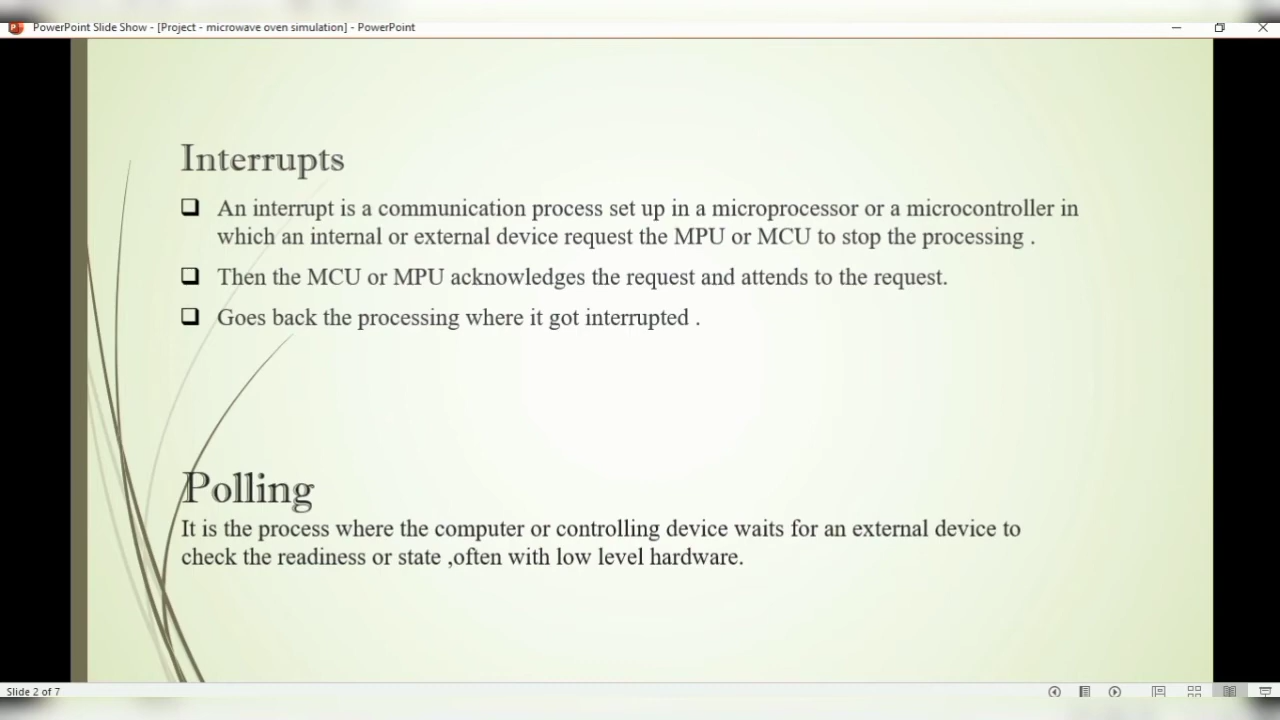 PowerPoint Slide Show - [Project - microwave oven simulation] - PowerPoint
Interrupts
❑ An interrupt is a communication process set up in a microprocessor or a microcontroller in
which an internal or external device request the MPU or MCU to stop the processing .
❑ Then the MCU or MPU acknowledges the request and attends to the request.
❑ Goes back the processing where it got interrupted .
Polling
It is the process where the computer or controlling device waits for an external device to
check the readiness or state ,often with low level hardware.
Slide 2 of 7